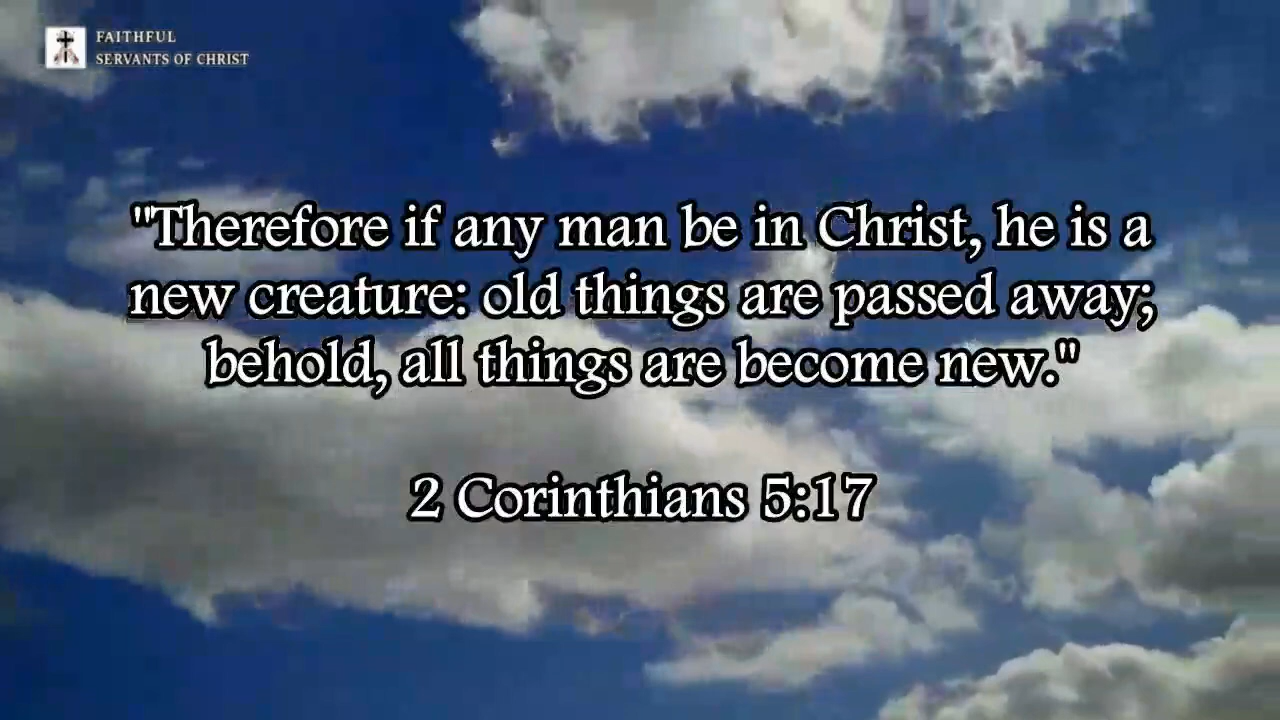 FAITHFUL
SERVANTS OF CHRIST
"Therefore if any man be in Christ, he is a
new creature: old things are passed away;
behold, all things are become new."
2 Corinthians 5:17